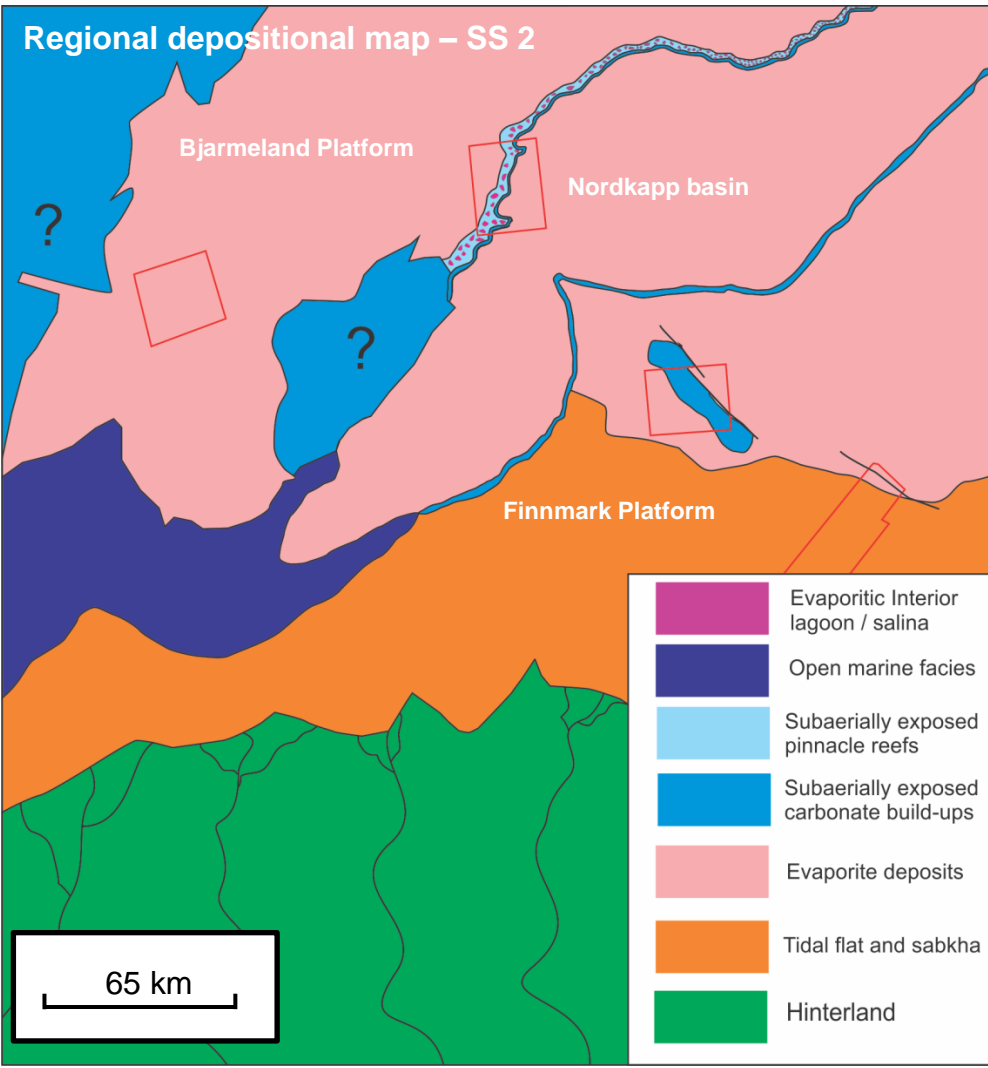 Regional depositional map – SS 2
Bjarmeland Platform
Nordkapp basin
?
?
Finnmark Platform
Evaporitic Interior
lagoon / salina
Open marine facies
Subaerially exposed
pinnacle reefs
Subaerially exposed
carbonate build-ups
Evaporite deposits
Tidal flat and sabkha
Hinterland
65 km